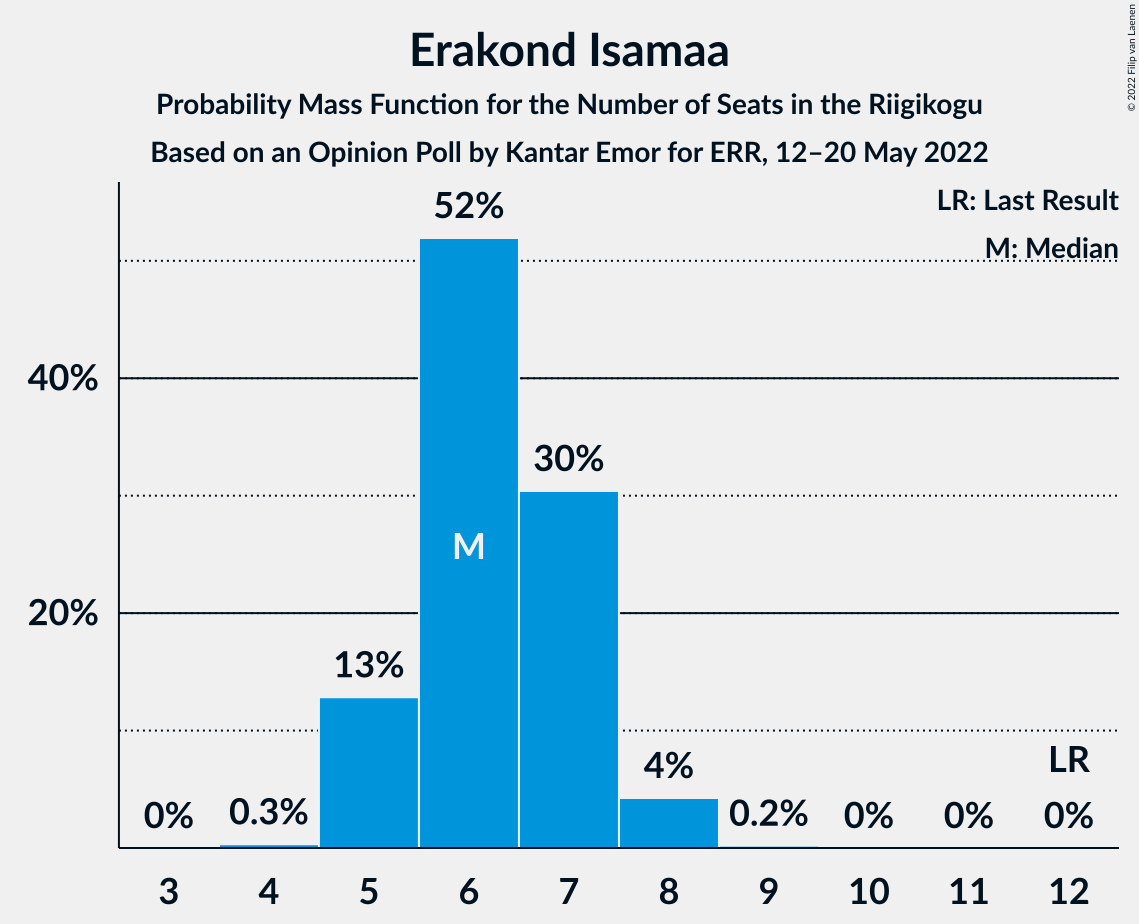 Erakond Isamaa
Probability Mass Function for the Number of Seats in the Riigikogu
Based on an Opinion Poll by Kantar Emor for ERR, 12–20 May 2022
© 2022 Filip van Laenen
LR: Last Result
M: Median
52%
40%
30%
M
20%
13%
4%
LR
0%
0.3%
0.2%
0%
0%
0%
3
4
5
6
7
8
9
10
11
12